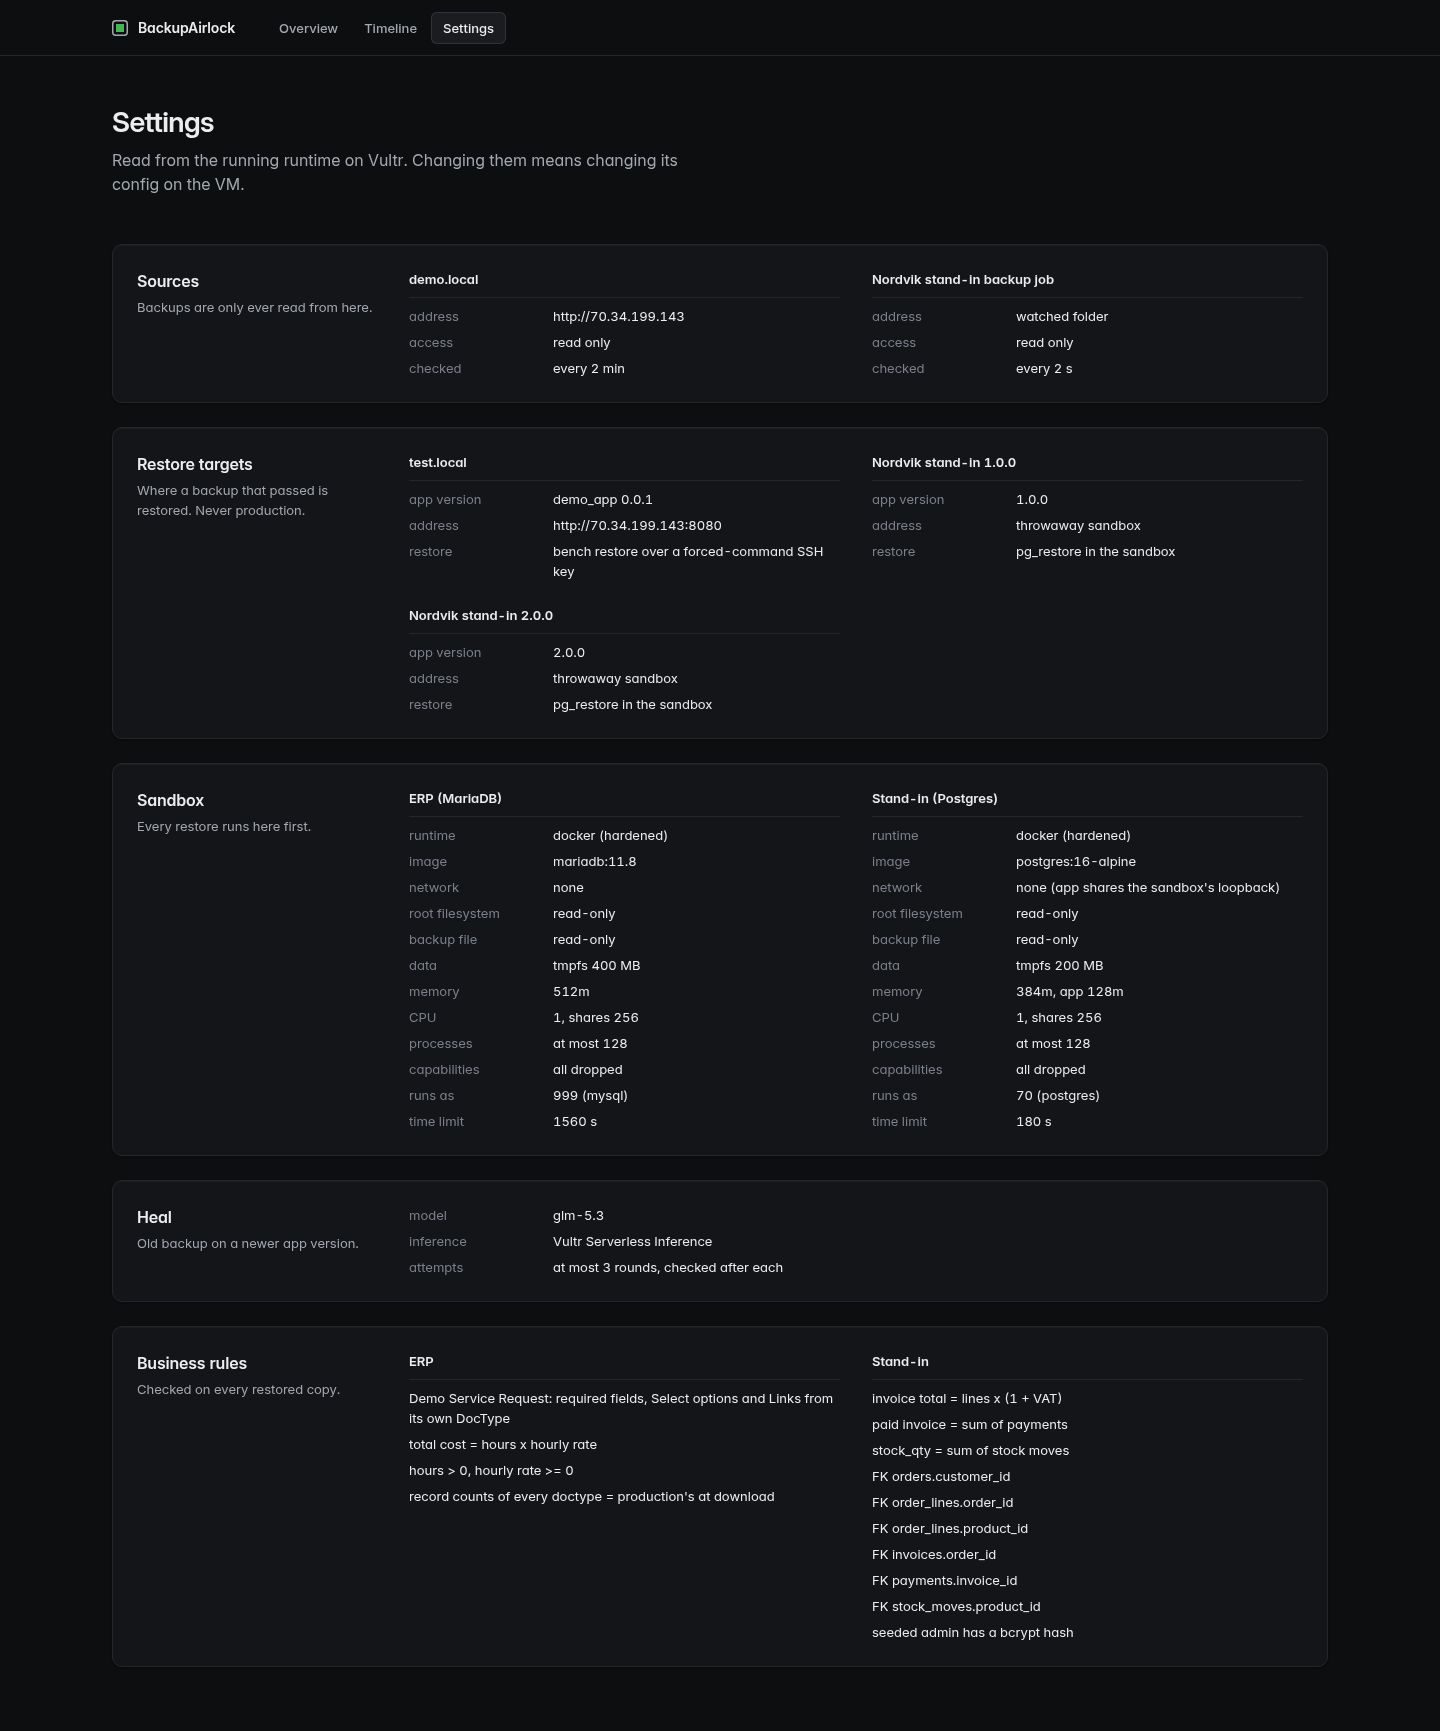 BackupAirlock
Overview
Timeline
Settings
Settings
Read from the running runtime on Vultr. Changing them means changing its
config on the VM.
Sources
Backups are only ever read from here.
demo.local
address http://70.34.199.143
access read only
checked every 2 min
Nordvik stand-in backup job
address watched folder
access read only
checked every 2 s
Restore targets
Where a backup that passed is
restored. Never production.
test.local
app version demo_app 0.0.1
address http://70.34.199.143:8080
restore bench restore over a forced-command SSH
key
Nordvik stand-in 1.0.0
app version 1.0.0
address throwaway sandbox
restore pg_restore in the sandbox
Nordvik stand-in 2.0.0
app version 2.0.0
address throwaway sandbox
restore pg_restore in the sandbox
Sandbox
Every restore runs here first.
ERP (MariaDB)
runtime docker (hardened)
image mariadb:11.8
network none
root filesystem read-only
backup file read-only
data tmpfs 400 MB
memory 512m
CPU 1, shares 256
processes at most 128
capabilities all dropped
runs as 999 (mysql)
time limit 1560 s
Stand-in (Postgres)
runtime docker (hardened)
image postgres:16-alpine
network none (app shares the sandbox's loopback)
root filesystem read-only
backup file read-only
data tmpfs 200 MB
memory 384m, app 128m
CPU 1, shares 256
processes at most 128
capabilities all dropped
runs as 70 (postgres)
time limit 180 s
Heal
Old backup on a newer app version.
model glm-5.3
inference Vultr Serverless Inference
attempts at most 3 rounds, checked after each
Business rules
Checked on every restored copy.
ERP
Demo Service Request: required fields, Select options and Links from
its own DocType
total cost = hours x hourly rate
hours > 0, hourly rate >= 0
record counts of every doctype = production's at download
Stand-in
invoice total = lines x (1 + VAT)
paid invoice = sum of payments
stock_qty = sum of stock moves
FK orders.customer_id
FK order_lines.order_id
FK order_lines.product_id
FK invoices.order_id
FK payments.invoice_id
FK stock_moves.product_id
seeded admin has a bcrypt hash